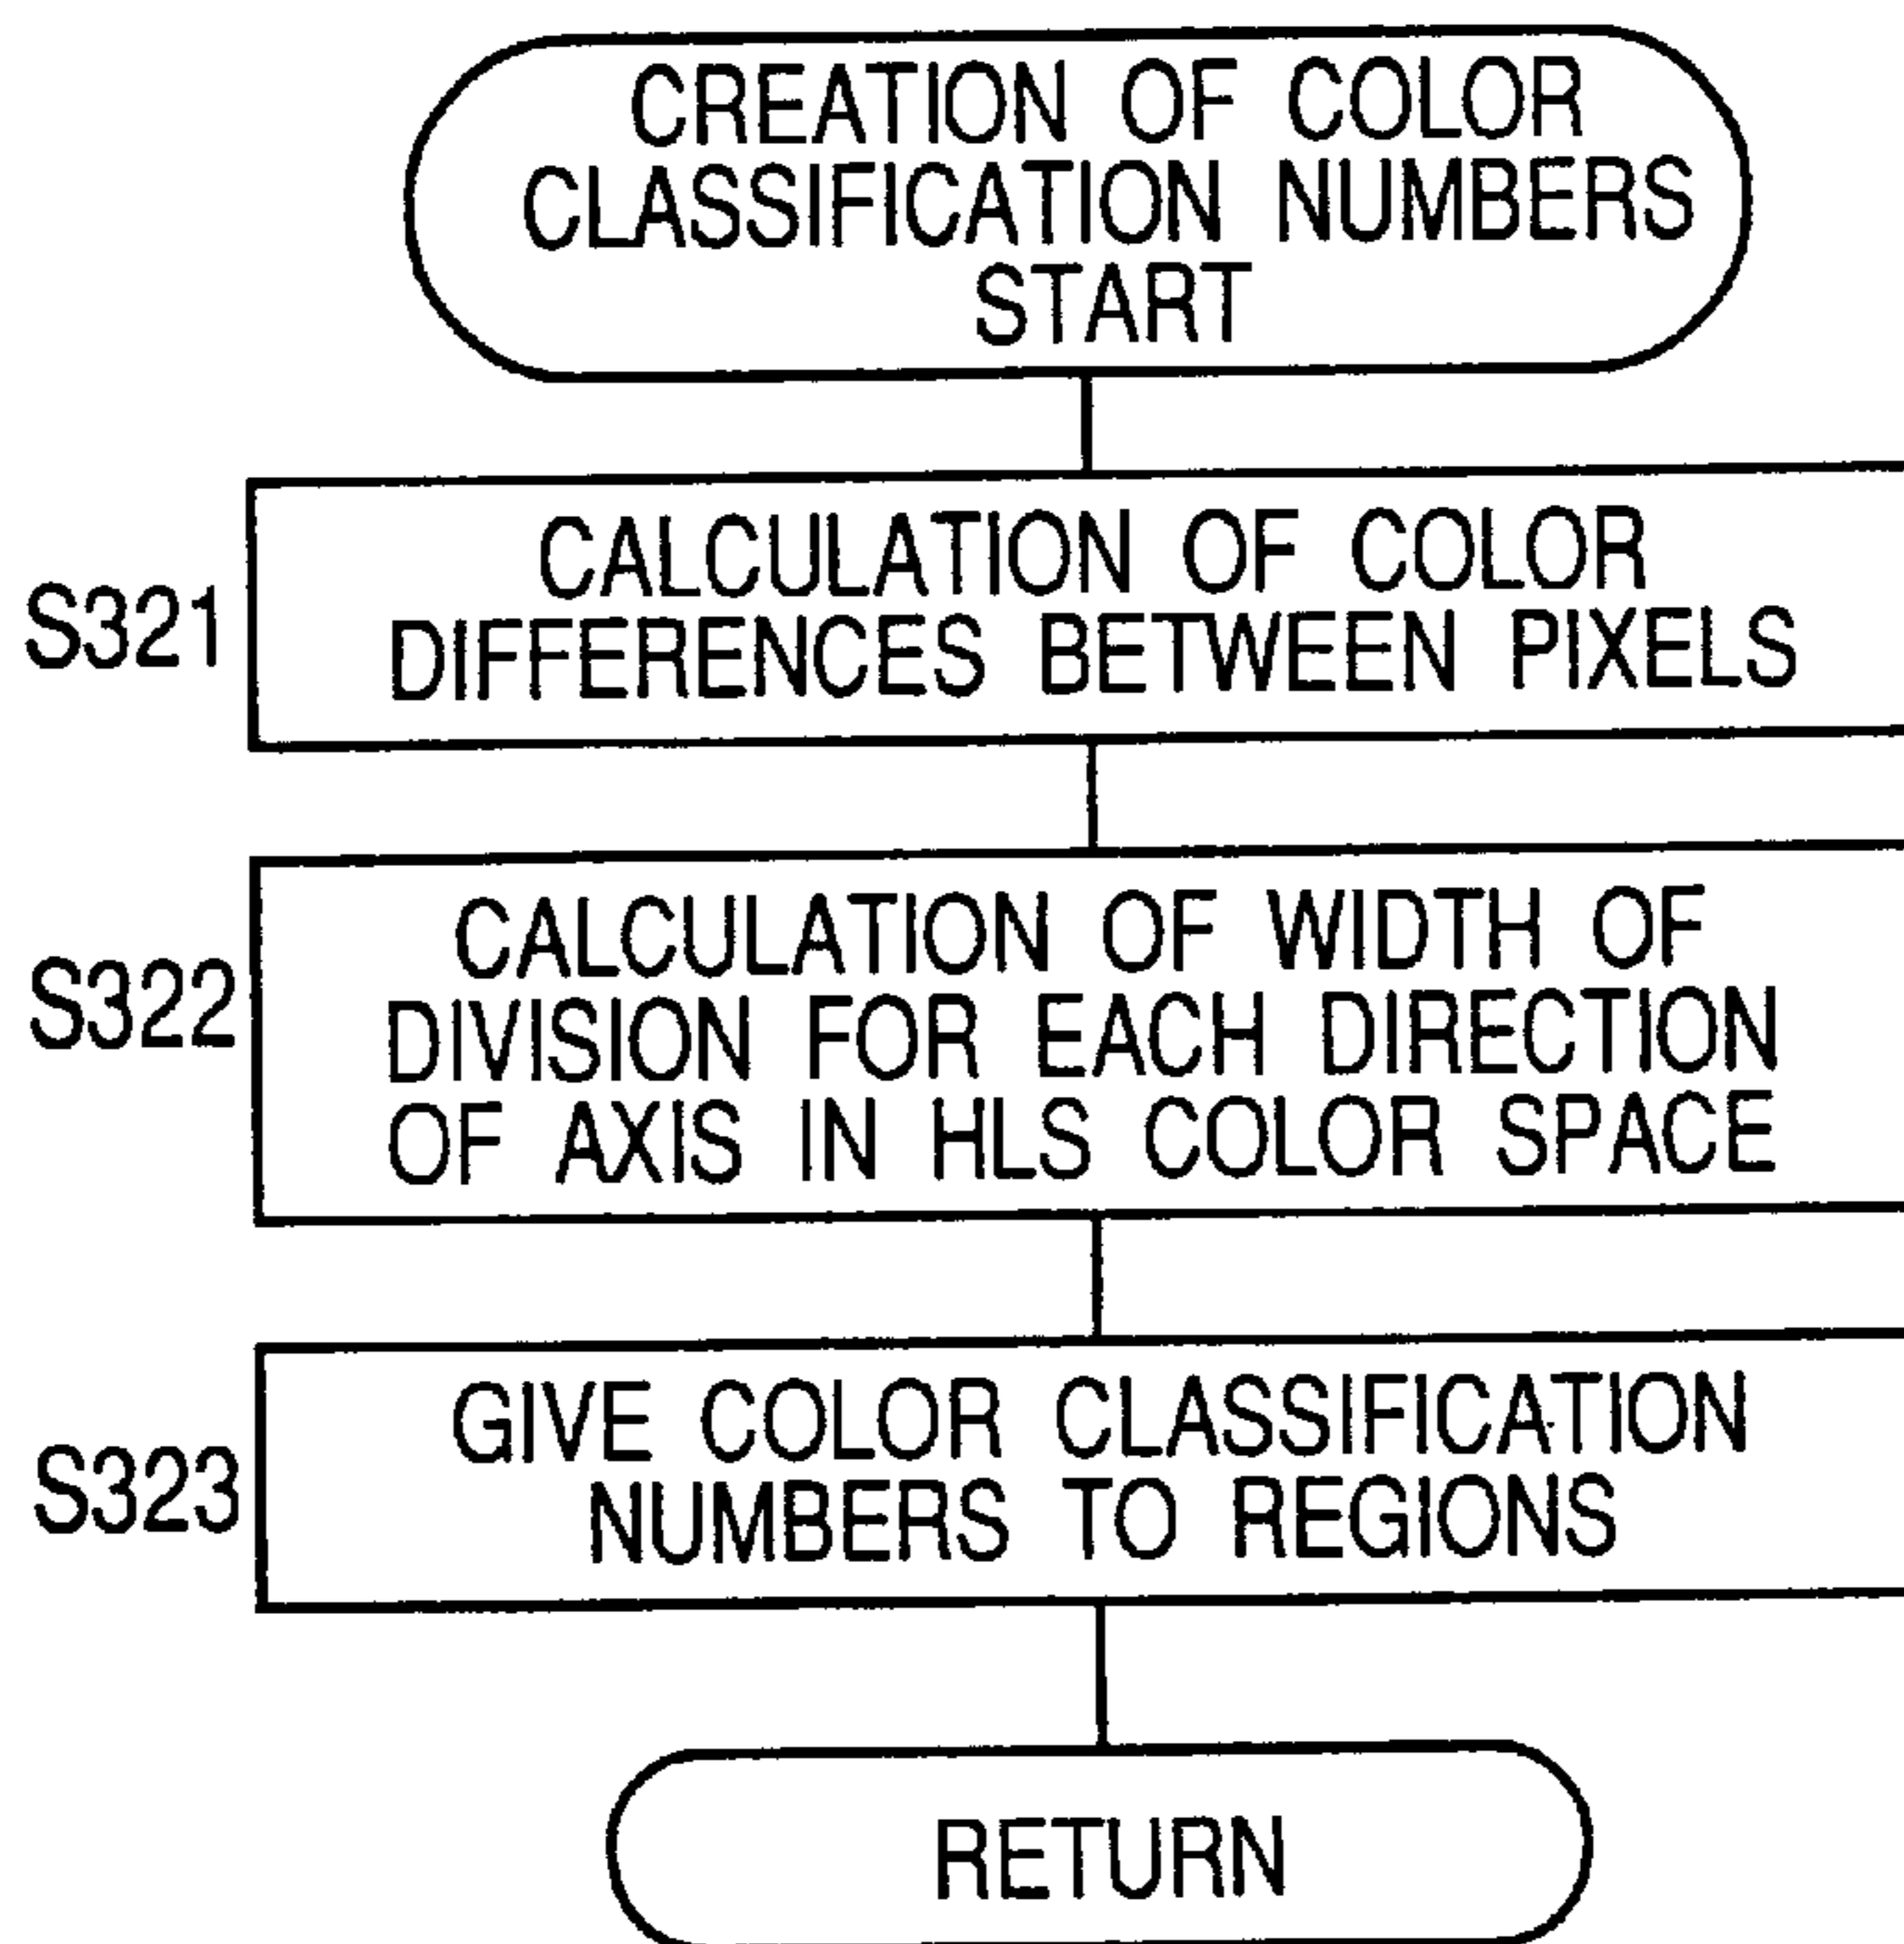 CREATION OF COLOR
CLASSIFICATION NUMBERS
START
S321
CALCULATION OF COLOR
DIFFERENCES BETWEEN PIXELS
S322
CALCULATION OF WIDTH OF
DIVISION FOR EACH DIRECTION
OF AXIS IN HLS COLOR SPACE
S323
GIVE COLOR CLASSIFICATION
NUMBERS TO REGIONS
RETURN